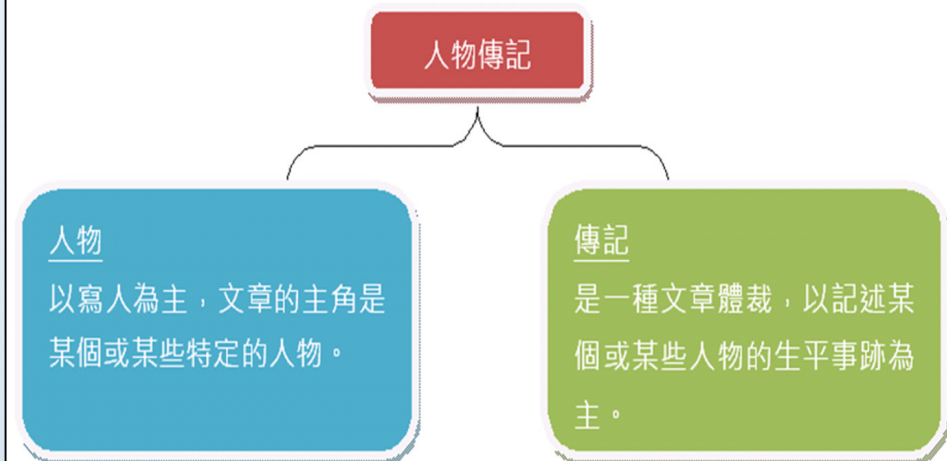 人物傳記
人物
以寫人為主，文章的主角是
某個或某些特定的人物。
傳記
是一種文章體裁，以記述某
個或某些人物的生平事跡為
主。